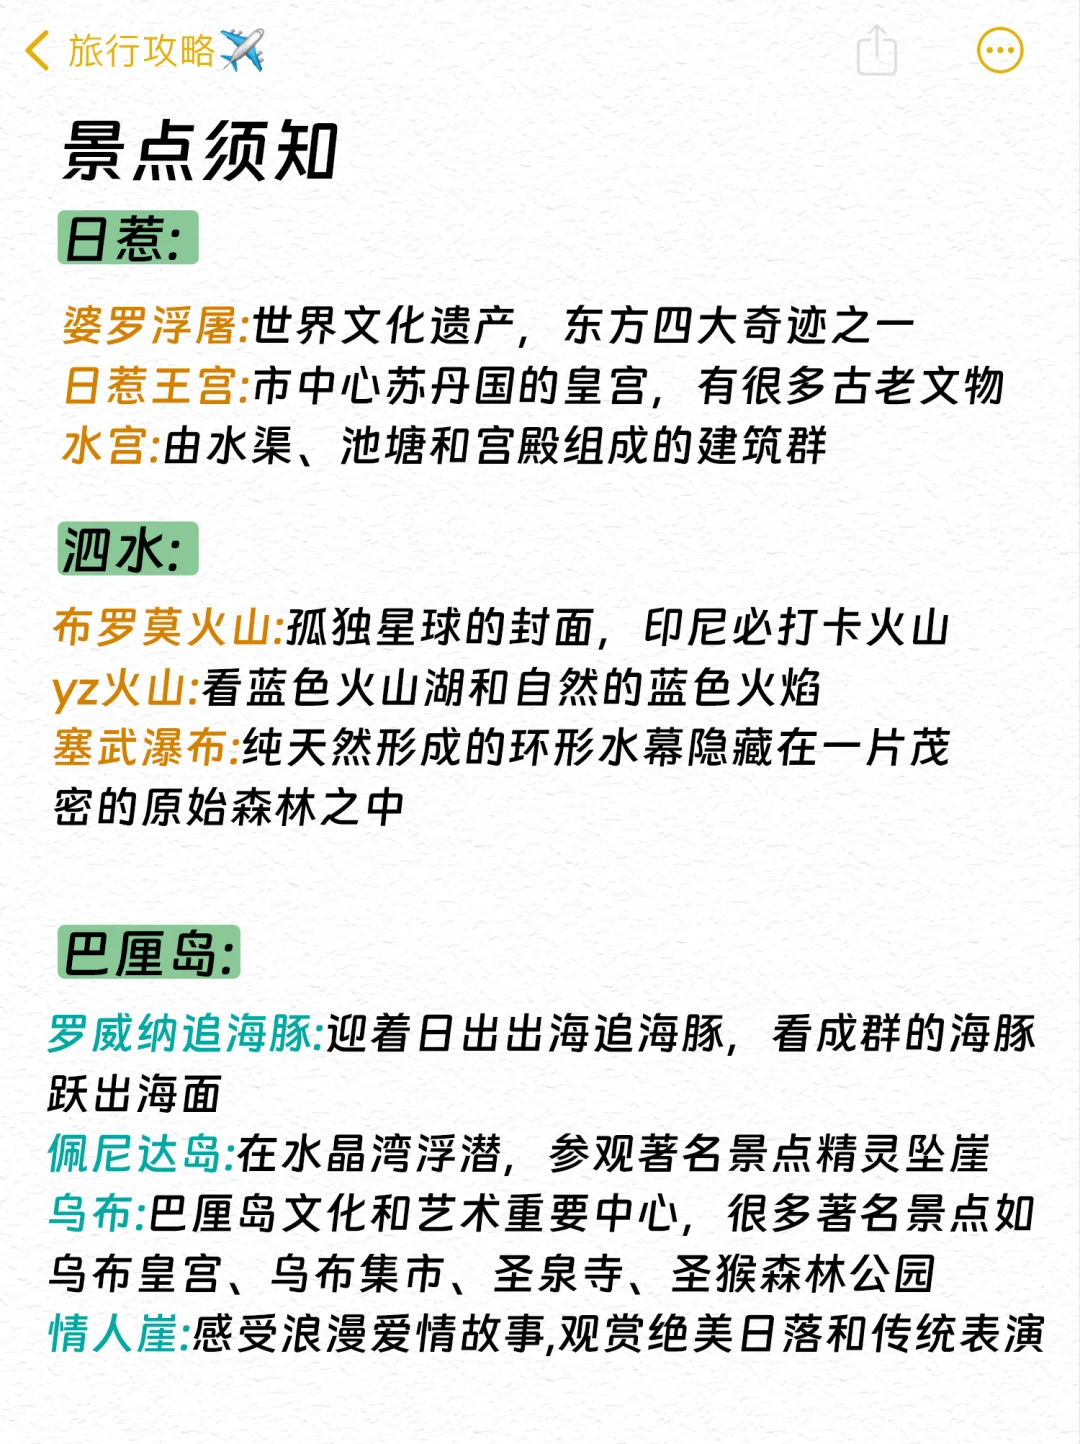 旅行攻略✈️
景点须知
日惹:
婆罗浮屠:世界文化遗产，东方四大奇迹之一
日惹王宫:市中心苏丹国的皇宫，有很多古老文物
水宫:由水渠、池塘和宫殿组成的建筑群
泗水:
布罗莫火山:孤独星球的封面，印尼必打卡火山
yz火山:看蓝色火山湖和自然的蓝色火焰
塞武瀑布:纯天然形成的环形水幕隐藏在一片茂
密的原始森林之中
巴厘岛:
罗威纳追海豚:迎着日出出海追海豚，看成群的海豚
跃出海面
佩尼达岛:在水晶湾浮潜，参观著名景点精灵坠崖
乌布:巴厘岛文化和艺术重要中心，很多著名景点如
乌布皇宫、乌布集市、圣泉寺、圣猴森林公园
情人崖:感受浪漫爱情故事,观赏绝美日落和传统表演